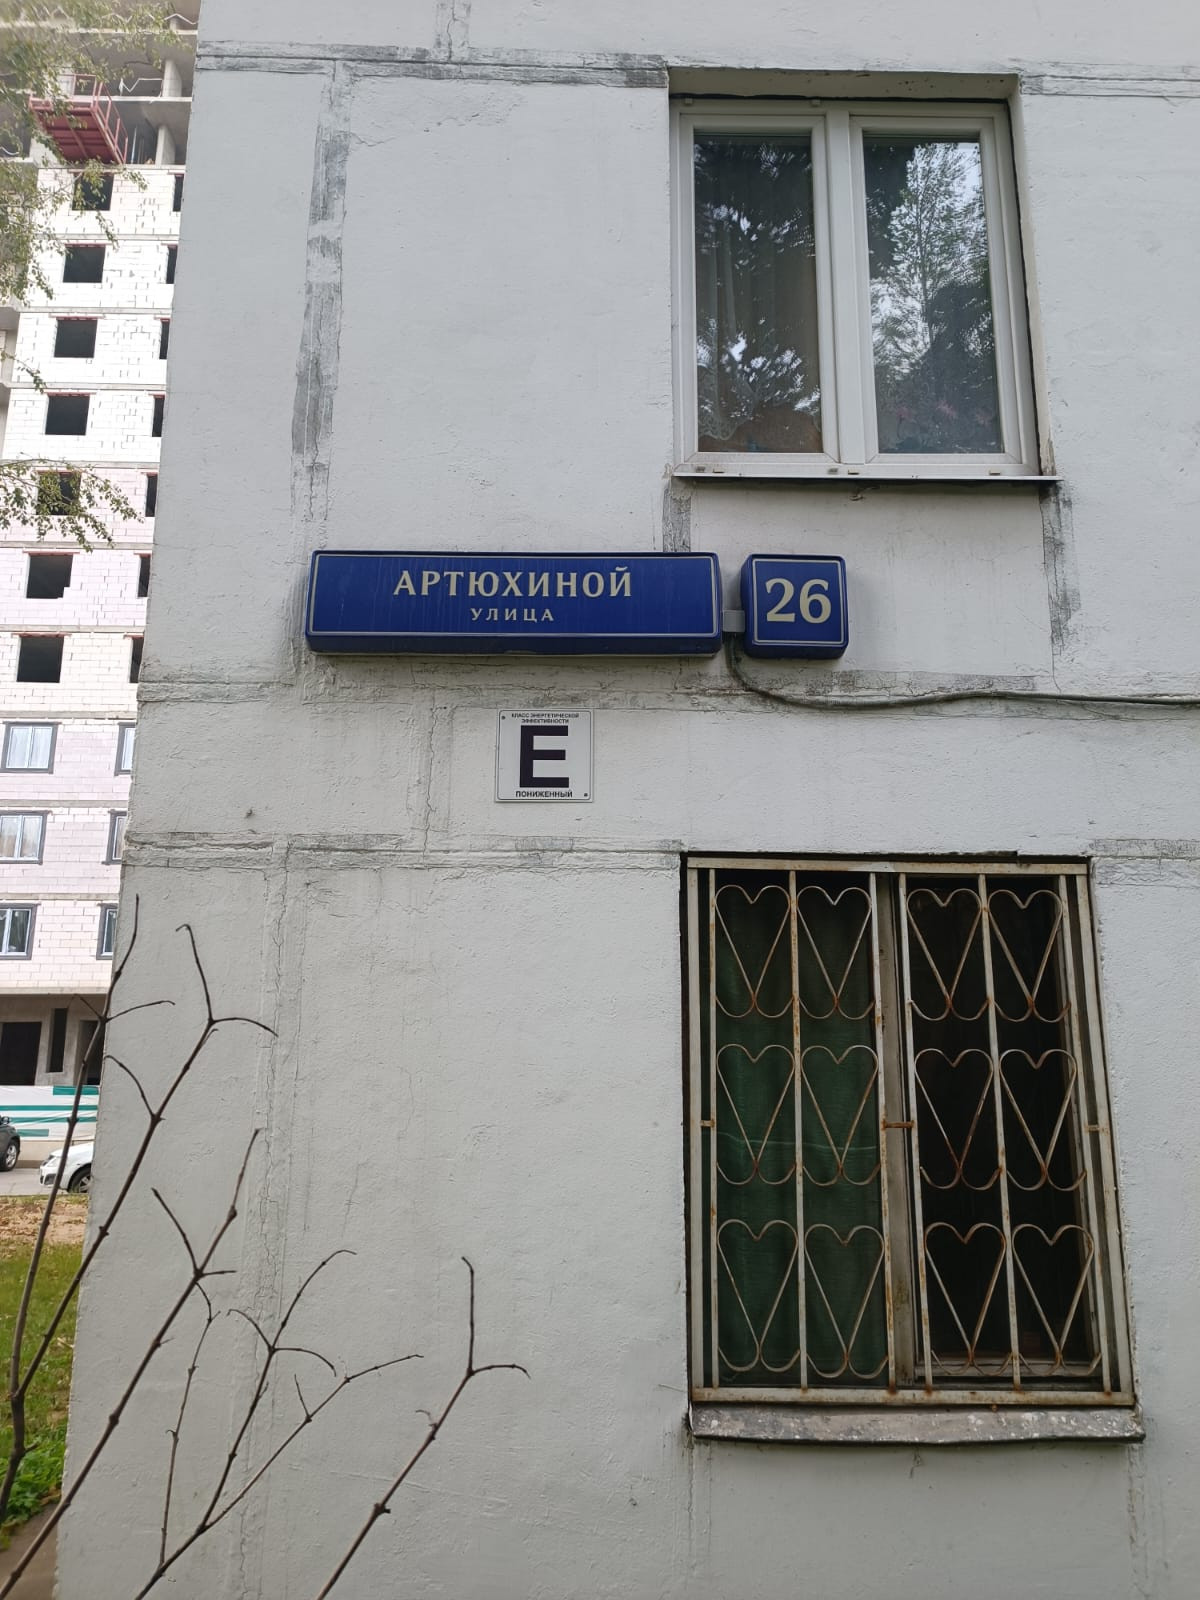 АРТЮХИНОЙ
УЛИЦА
26
КЛАСС ЭНЕРГЕТИЧЕСКОЙ
ЭФФЕКТИВНОСТИ
E
ПОНИЖЕННЫЙ